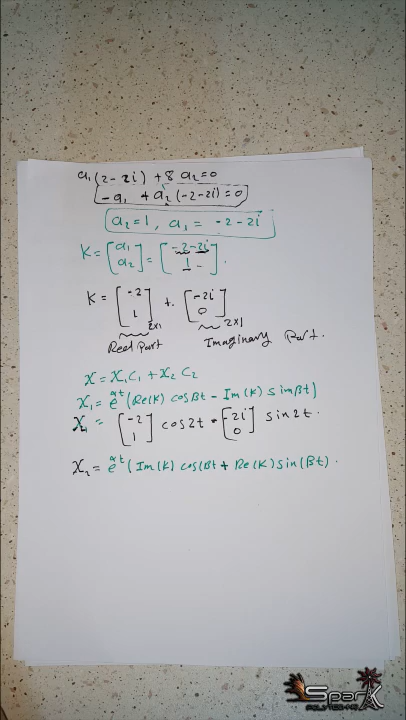 a₁(2-2i) + 8 a₂ = 0
-a₁ + a₂(-2-2i) = 0
a₂ = 1, a₁ = -2-2i
K = [a₁ a₂] = [-2-2i 1]
K = [-2 1] 2x1 + [-2i 0] 2x1
Real Part Imaginary Part.
X = X₁C₁ + X₂C₂
X₁ = e^αt (Re(K) cosβt - Im(K) sinβt)
X₁ = [-2 1] cos2t - [-2i 0] sin2t.
X₂ = e^αt (Im(K) cos(βt + Re(K) sin(βt).
Spark